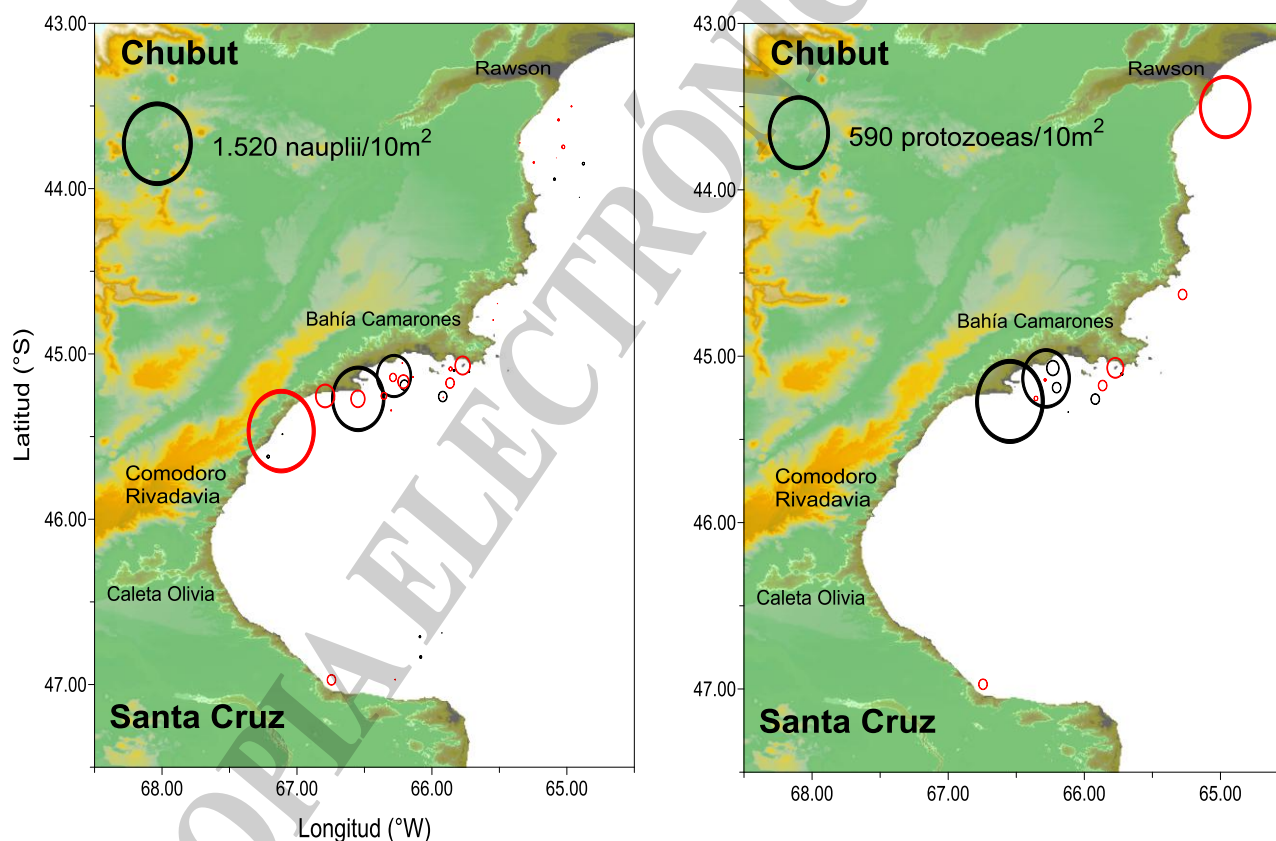 43.00
44.00
45.00
46.00
47.00
Latitud (°S)
Chubut
Rawson
1.520 nauplii/10m²
Bahía Camarones
Comodoro
Rivadavia
Caleta Olivia
Santa Cruz
68.00 67.00 66.00 65.00
Longitud (°W)
43.00
44.00
45.00
46.00
47.00
Chubut
Rawson
590 protozoeas/10m²
Bahía Camarones
Comodoro
Rivadavia
Caleta Olivia
Santa Cruz
68.00 67.00 66.00 65.00
OPIA ELECTRÓNI